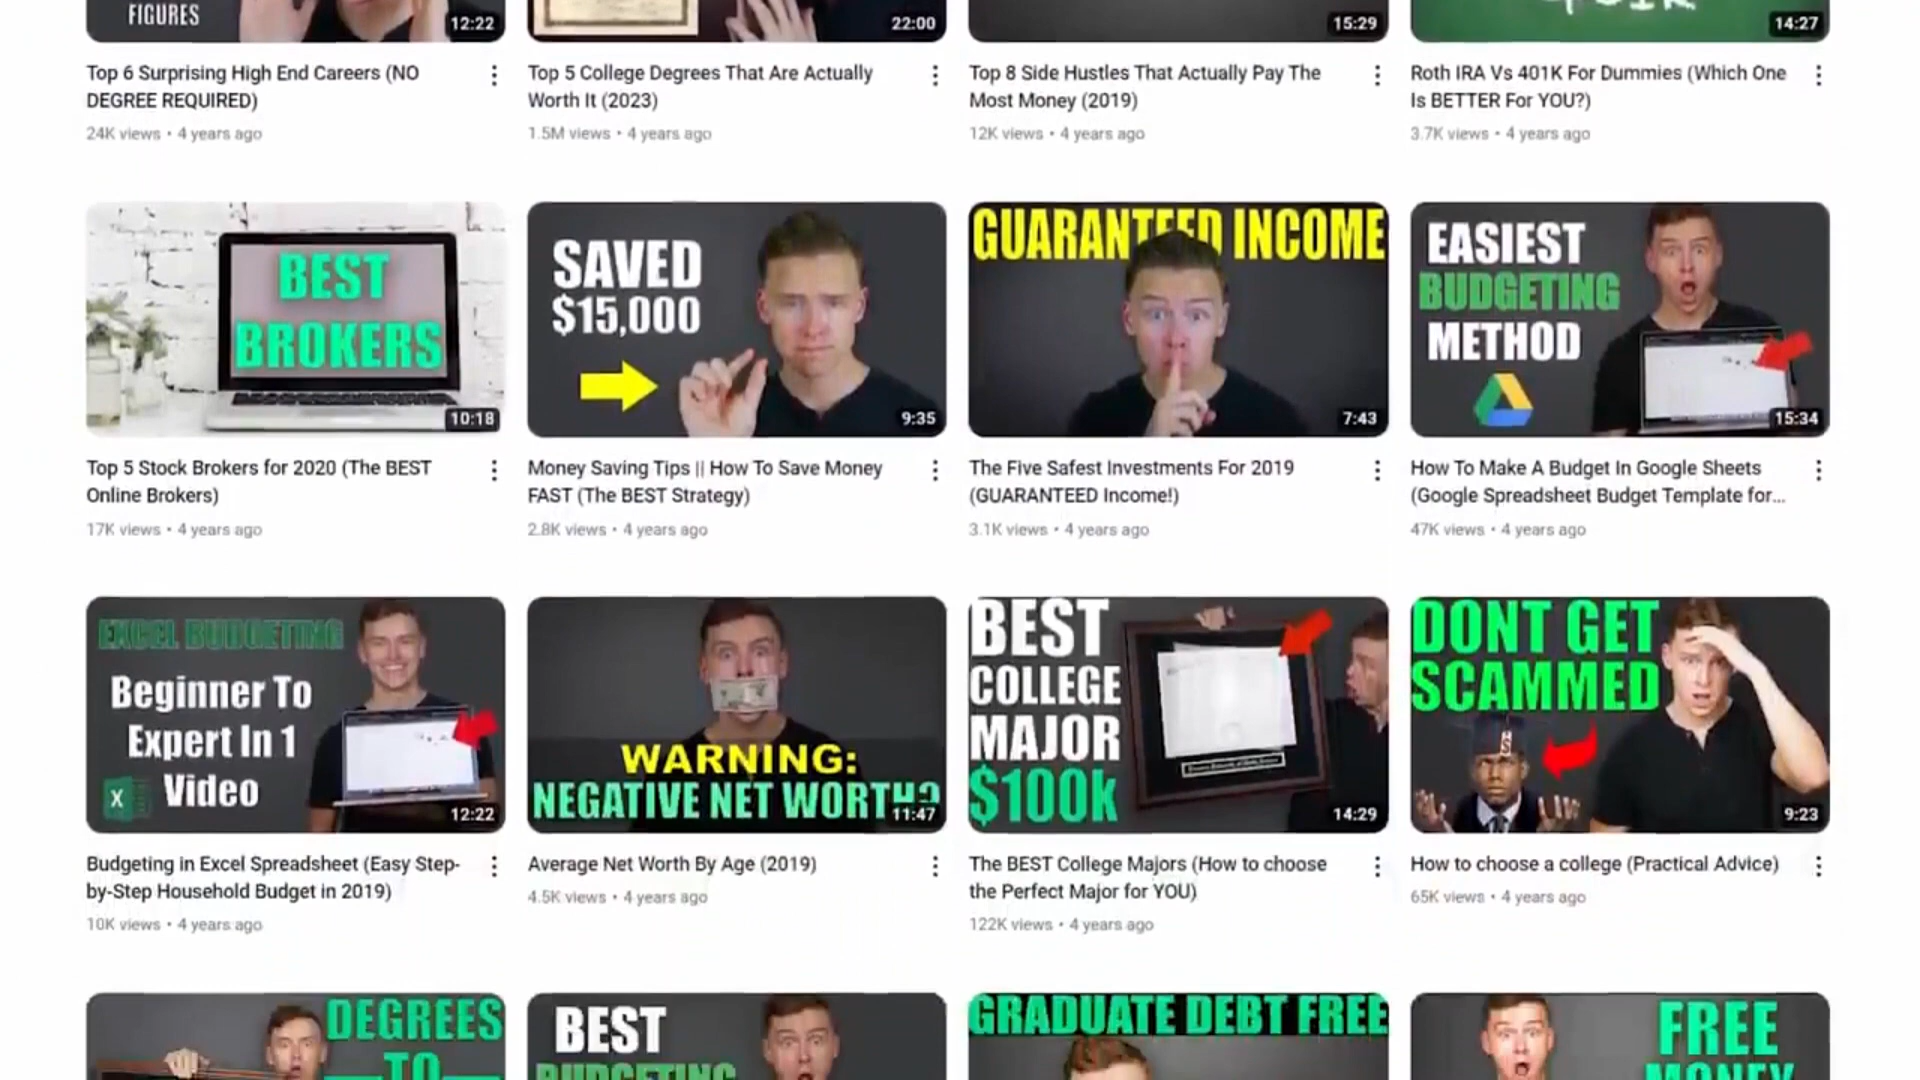 FIGURES
12:22
22:00
15:29
14:27
Top 6 Surprising High End Careers (NO
DEGREE REQUIRED)
24K views • 4 years ago
Top 5 College Degrees That Are Actually
Worth It (2023)
1.5M views • 4 years ago
Top 8 Side Hustles That Actually Pay The
Most Money (2019)
12K views • 4 years ago
Roth IRA Vs 401K For Dummies (Which One
Is BETTER For YOU?)
3.7K views • 4 years ago
BEST
BROKERS
10:18
SAVED
$15,000
9:35
GUARANTEED INCOME
7:43
EASIEST
BUDGETING
METHOD
15:34
Top 5 Stock Brokers for 2020 (The BEST
Online Brokers)
17K views • 4 years ago
Money Saving Tips || How To Save Money
FAST (The BEST Strategy)
2.8K views • 4 years ago
The Five Safest Investments For 2019
(GUARANTEED Income!)
3.1K views • 4 years ago
How To Make A Budget In Google Sheets
(Google Spreadsheet Budget Template for...
47K views • 4 years ago
EXCEL BUDGETING
Beginner To
Expert In 1
Video
X
12:22
WARNING:
NEGATIVE NET WORTH?
11:47
BEST
COLLEGE
MAJOR
$100k
14:29
DONT GET
SCAMMED
9:23
Budgeting in Excel Spreadsheet (Easy Step-
by-Step Household Budget in 2019)
10K views • 4 years ago
Average Net Worth By Age (2019)
4.5K views • 4 years ago
The BEST College Majors (How to choose
the Perfect Major for YOU)
122K views • 4 years ago
How to choose a college (Practical Advice)
65K views • 4 years ago
DEGREES
TO
BEST
BUDGETING
GRADUATE DEBT FREE
FREE
MONEY